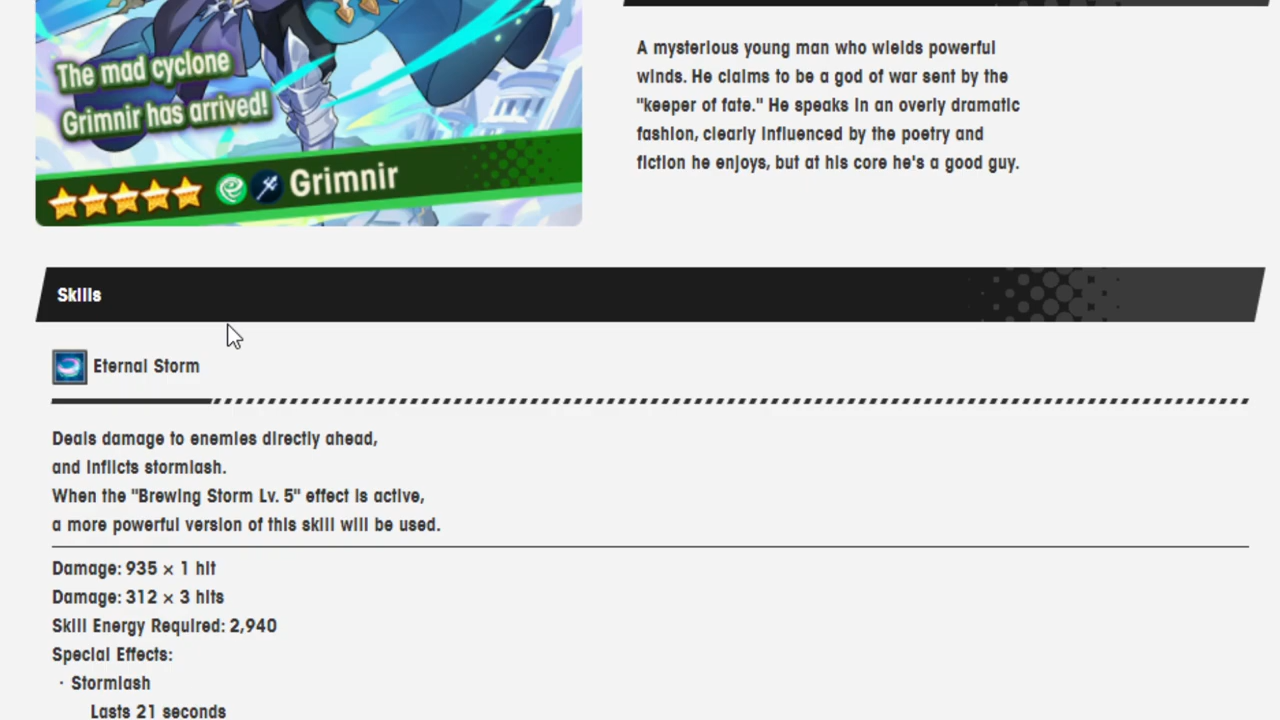 The mad cyclone
Grimnir has arrived!
Grimnir
A mysterious young man who wields powerful
winds. He claims to be a god of war sent by the
"keeper of fate." He speaks in an overly dramatic
fashion, clearly influenced by the poetry and
fiction he enjoys, but at his core he's a good guy.
Skills
Eternal Storm
Deals damage to enemies directly ahead,
and inflicts stormlash.
When the "Brewing Storm Lv. 5" effect is active,
a more powerful version of this skill will be used.
Damage: 935 × 1 hit
Damage: 312 × 3 hits
Skill Energy Required: 2,940
Special Effects:
· Stormlash
Lasts 21 seconds